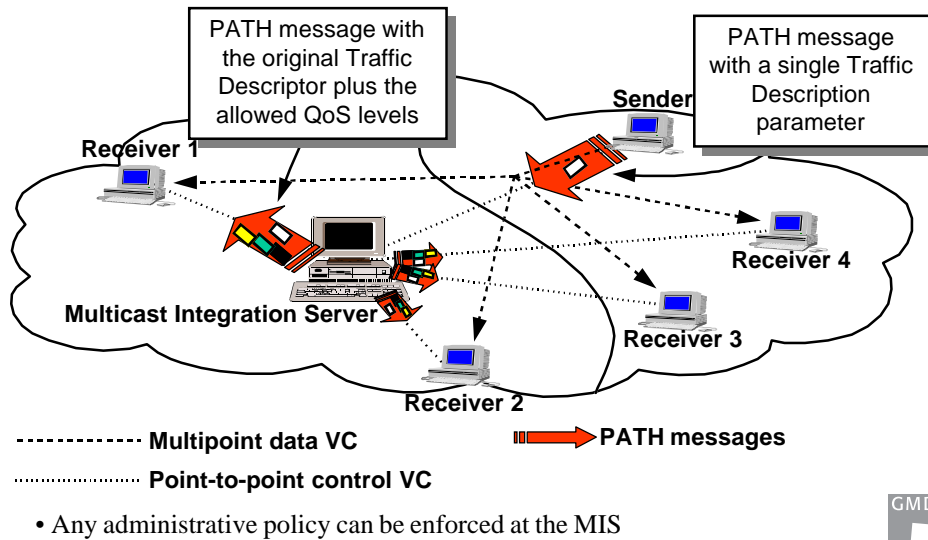 PATH message with
the original Traffic
Descriptor plus the
allowed QoS levels
PATH message
with a single Traffic
Description
parameter
Sender
Receiver 1
Receiver 4
Multicast Integration Server
Receiver 3
Receiver 2
Multipoint data VC
PATH messages
Point-to-point control VC
• Any administrative policy can be enforced at the MIS
GMD